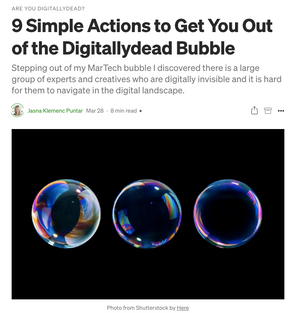 ARE YOU DIGITALLYDEAD?
9 Simple Actions to Get You Out
of the Digitallydead Bubble
Stepping out of my MarTech bubble I discovered there is a large
group of experts and creatives who are digitally invisible and it is hard
for them to navigate in the digital landscape.
Jasna Klemenc Puntar Mar 28 · 8 min read
Photo from Shutterstock by Here